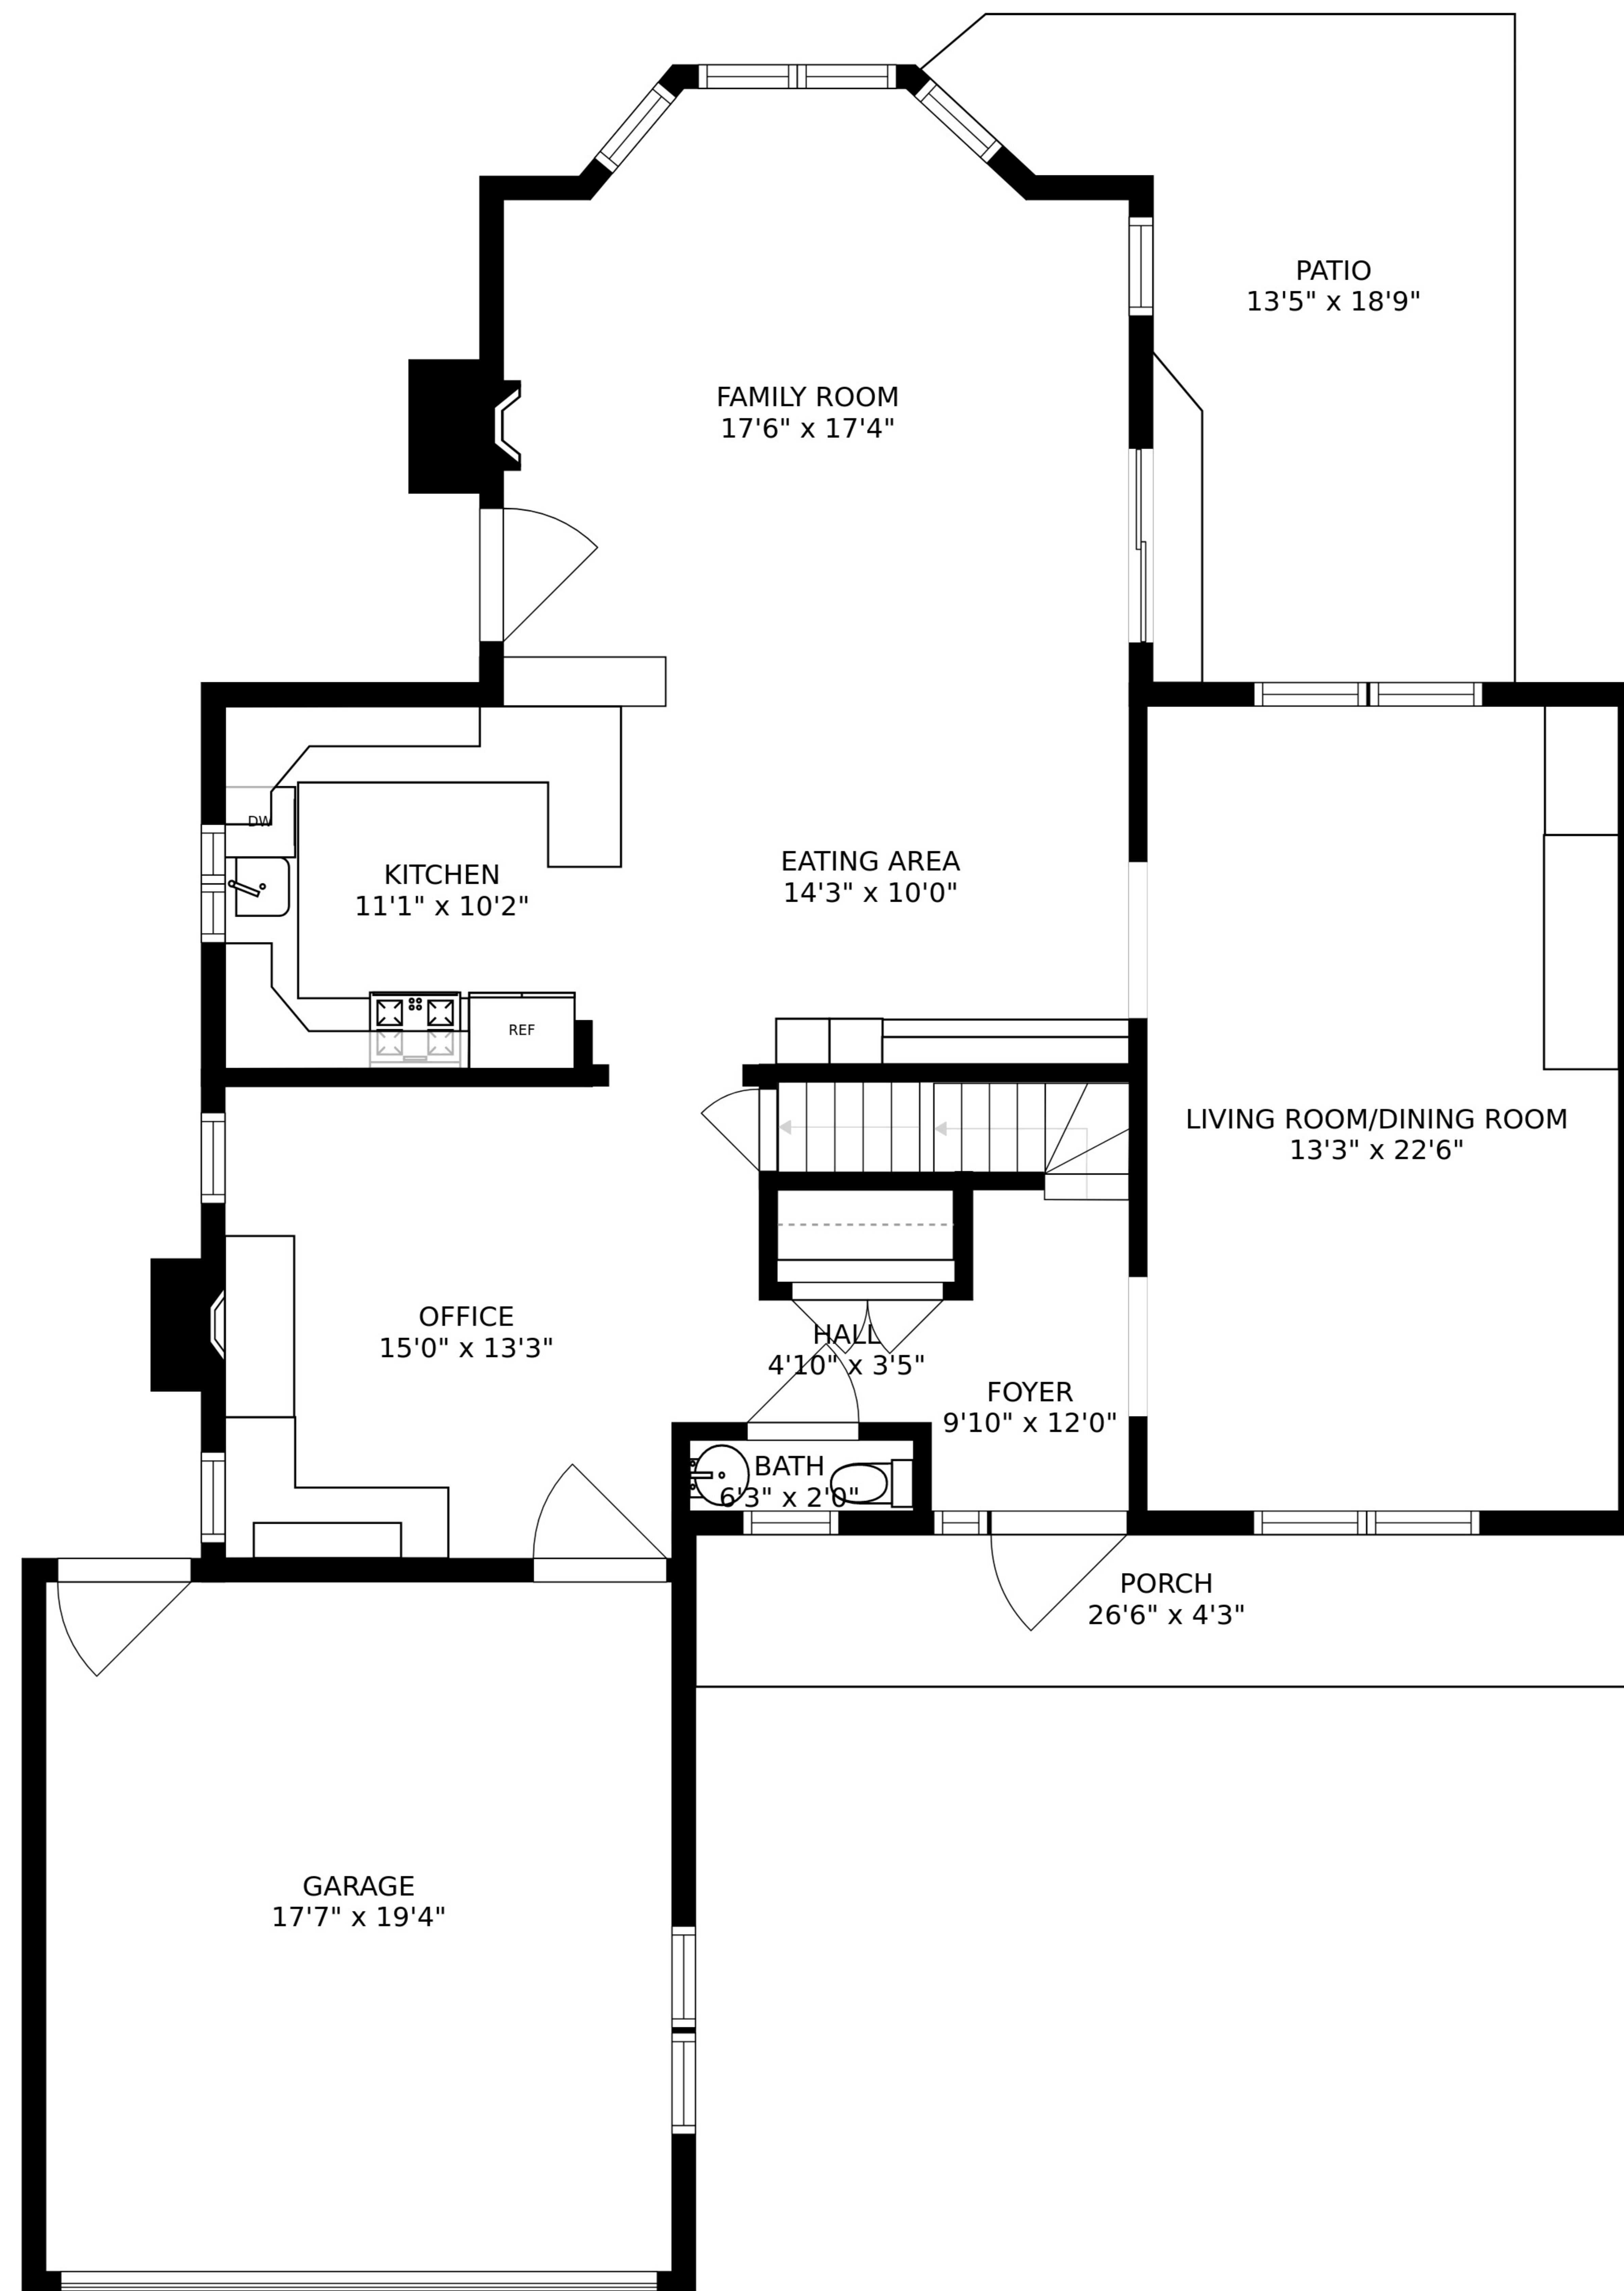 PATIO
13'5" x 18'9"
FAMILY ROOM
17'6" x 17'4"
DW
KITCHEN
11'1" x 10'2"
EATING AREA
14'3" x 10'0"
REF
LIVING ROOM/DINING ROOM
13'3" x 22'6"
OFFICE
15'0" x 13'3"
HALL
4'10" x 3'5"
FOYER
9'10" x 12'0"
BATH
6'3" x 2'0"
PORCH
26'6" x 4'3"
GARAGE
17'7" x 19'4"